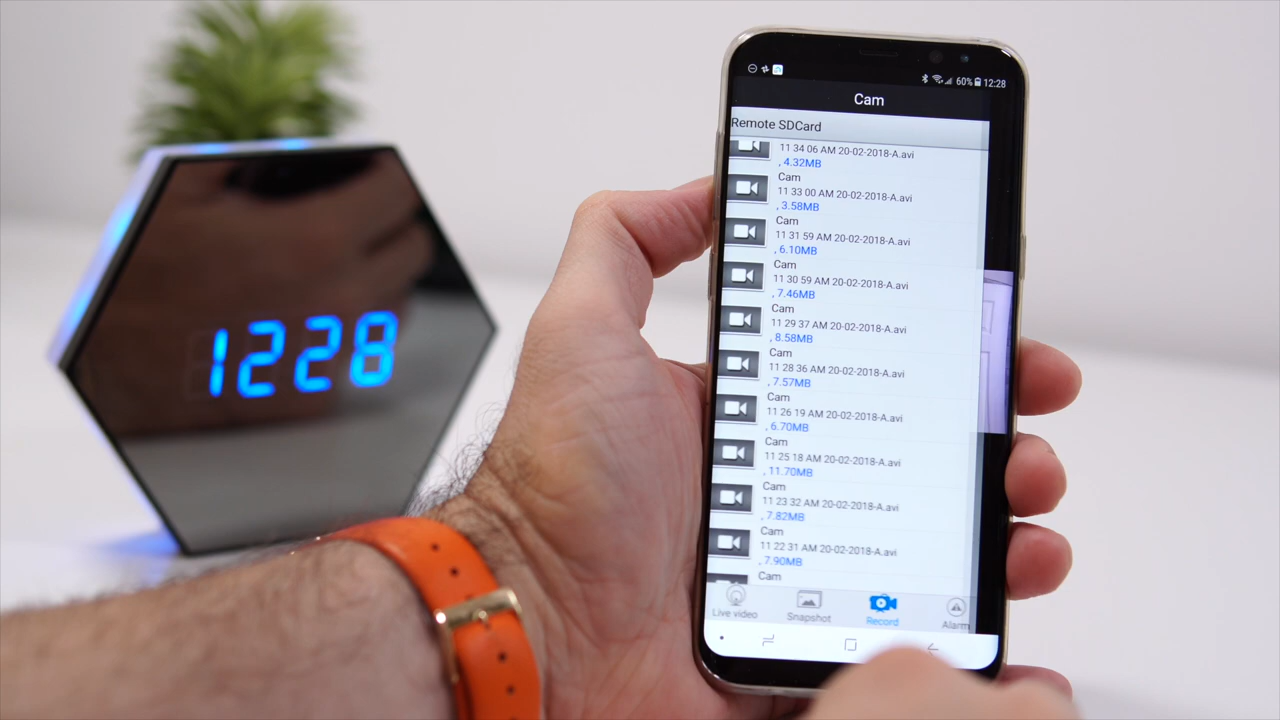 60% 12:28
Cam
Remote SDCard
11 34 06 AM 20-02-2018-A.avi
, 4.32MB
Cam
11 33 00 AM 20-02-2018-A.avi
, 3.58MB
Cam
11 31 59 AM 20-02-2018-A.avi
, 6.10MB
Cam
11 30 59 AM 20-02-2018-A.avi
, 7.46MB
Cam
11 29 37 AM 20-02-2018-A.avi
, 8.58MB
Cam
11 28 36 AM 20-02-2018-A.avi
, 7.57MB
Cam
11 26 19 AM 20-02-2018-A.avi
, 6.70MB
Cam
11 25 18 AM 20-02-2018-A.avi
, 11.70MB
Cam
11 23 32 AM 20-02-2018-A.avi
, 7.82MB
Cam
11 22 31 AM 20-02-2018-A.avi
, 7.90MB
Cam
Live video Snapshot Record Alarm
1228